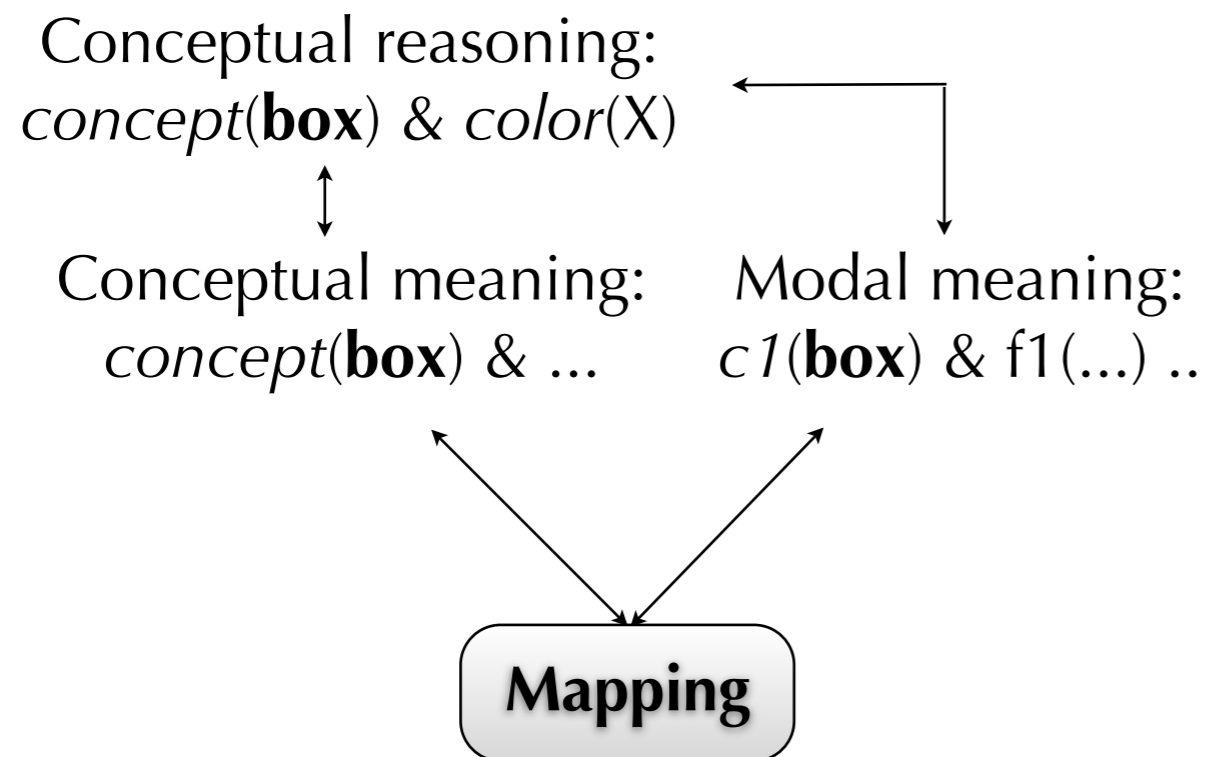 Conceptual reasoning:
concept(box) & color(X)
Conceptual meaning:
concept(box) & ...
Modal meaning:
c1(box) & f1(...) ..
Mapping